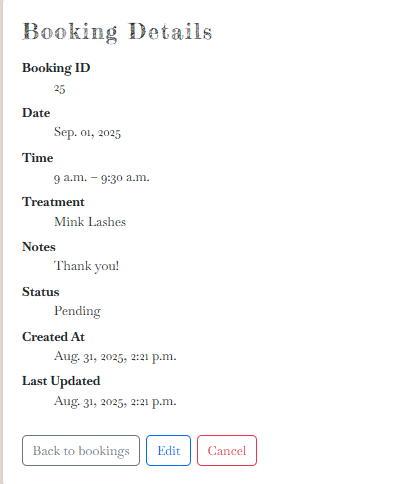 Booking Details
Booking ID
25
Date
Sep. 01, 2025
Time
9 a.m. – 9:30 a.m.
Treatment
Mink Lashes
Notes
Thank you!
Status
Pending
Created At
Aug. 31, 2025, 2:21 p.m.
Last Updated
Aug. 31, 2025, 2:21 p.m.
Back to bookings Edit Cancel